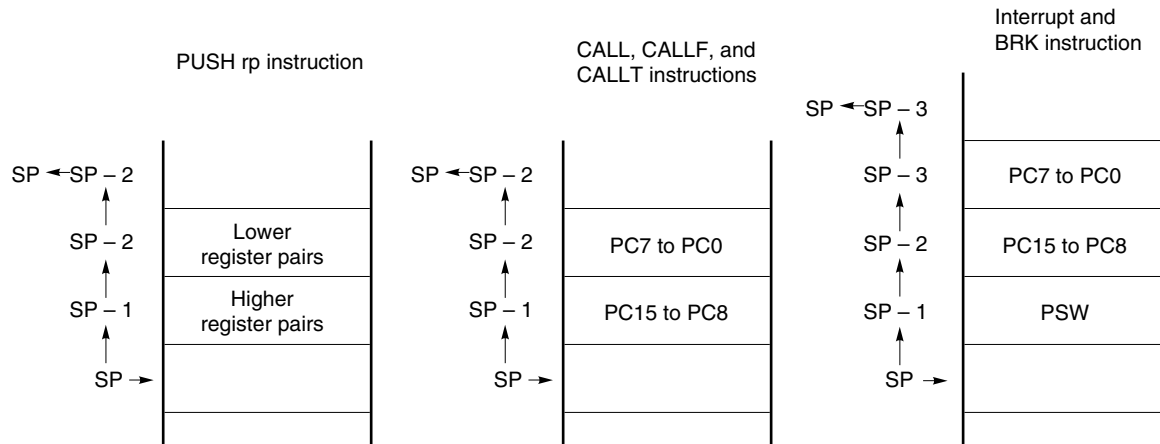 PUSH rp instruction
SP
SP – 2
SP – 2
Lower
register pairs
SP – 1
Higher
register pairs
SP
CALL, CALLF, and
CALLT instructions
SP
SP – 2
SP – 2
PC7 to PC0
SP – 1
PC15 to PC8
SP
Interrupt and
BRK instruction
SP
SP – 3
SP – 3
PC7 to PC0
SP – 2
PC15 to PC8
SP – 1
PSW
SP